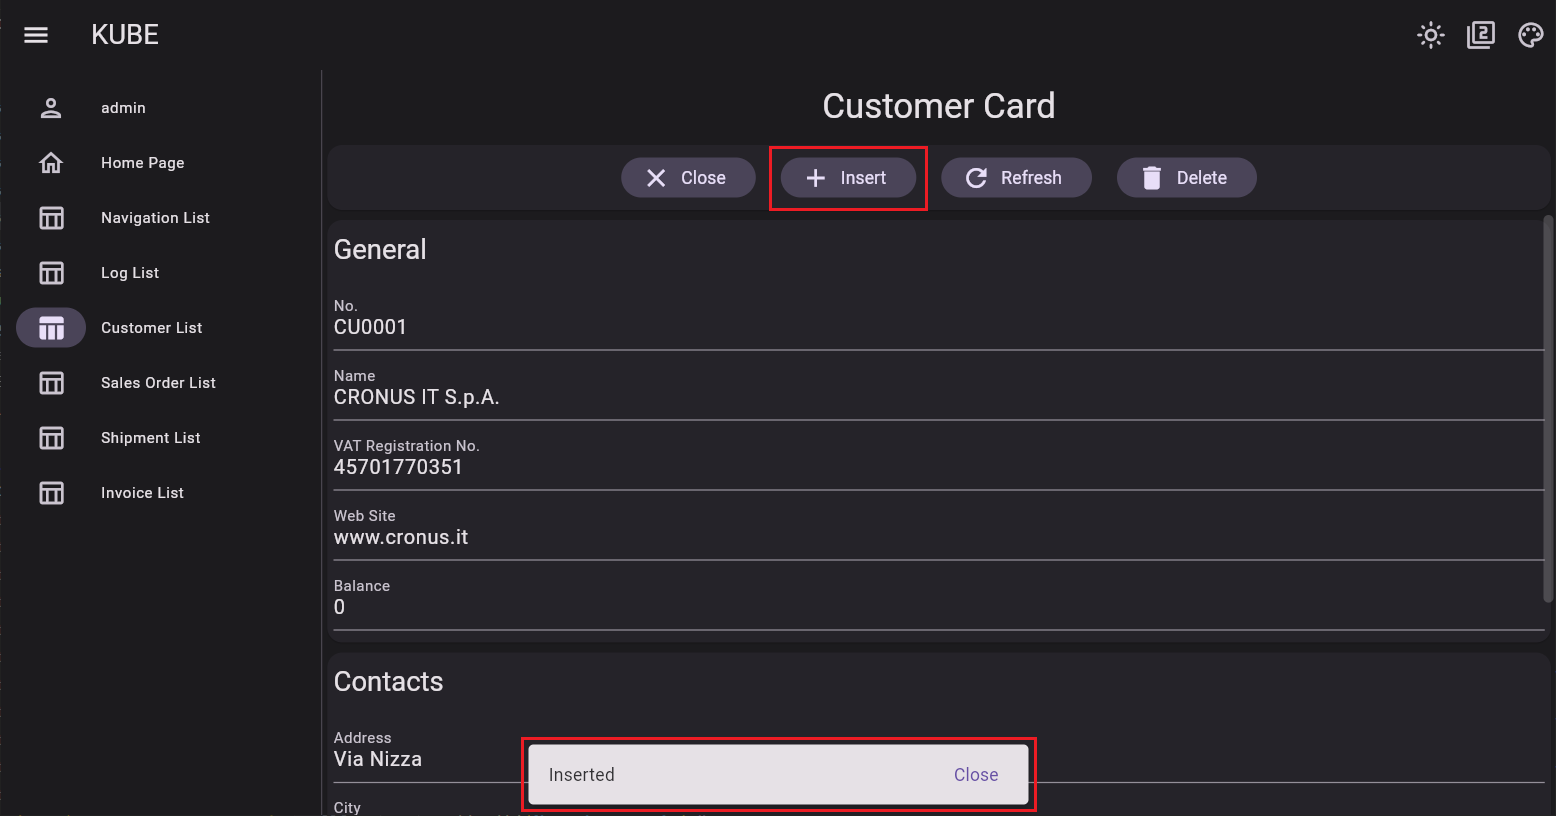 KUBE
2
admin
Home Page
Navigation List
Log List
Customer List
Sales Order List
Shipment List
Invoice List
Customer Card
Close
Insert
Refresh
Delete
General
No.
CU0001
Name
CRONUS IT S.p.A.
VAT Registration No.
45701770351
Web Site
www.cronus.it
Balance
0
Contacts
Address
Via Nizza
City
Inserted
Close